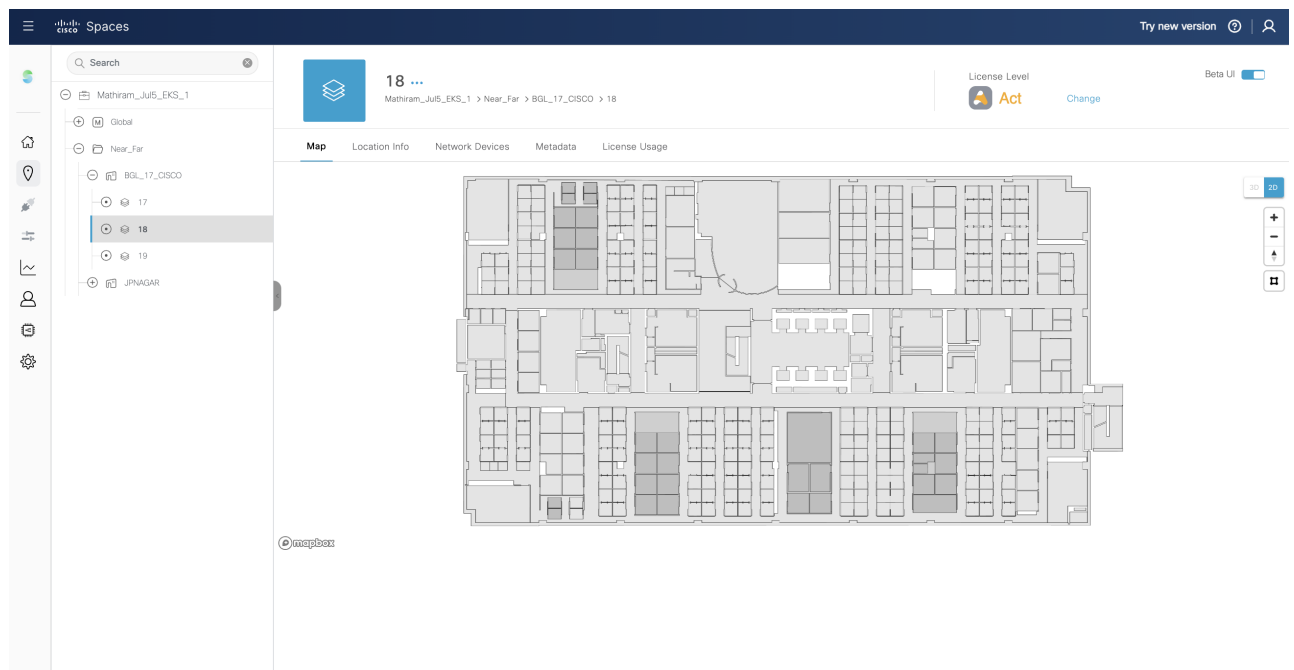 cisco Spaces
Try new version
Search
Mathiram_Jul5_EKS_1
M Global
Near_Far
BGL_17_CISCO
17
18
19
JPNAGAR
18 ...
Mathiram_Jul5_EKS_1 > Near_Far > BGL_17_CISCO > 18
License Level
Act
Change
Beta UI
Map Location Info Network Devices Metadata License Usage
3D 2D
mapbox